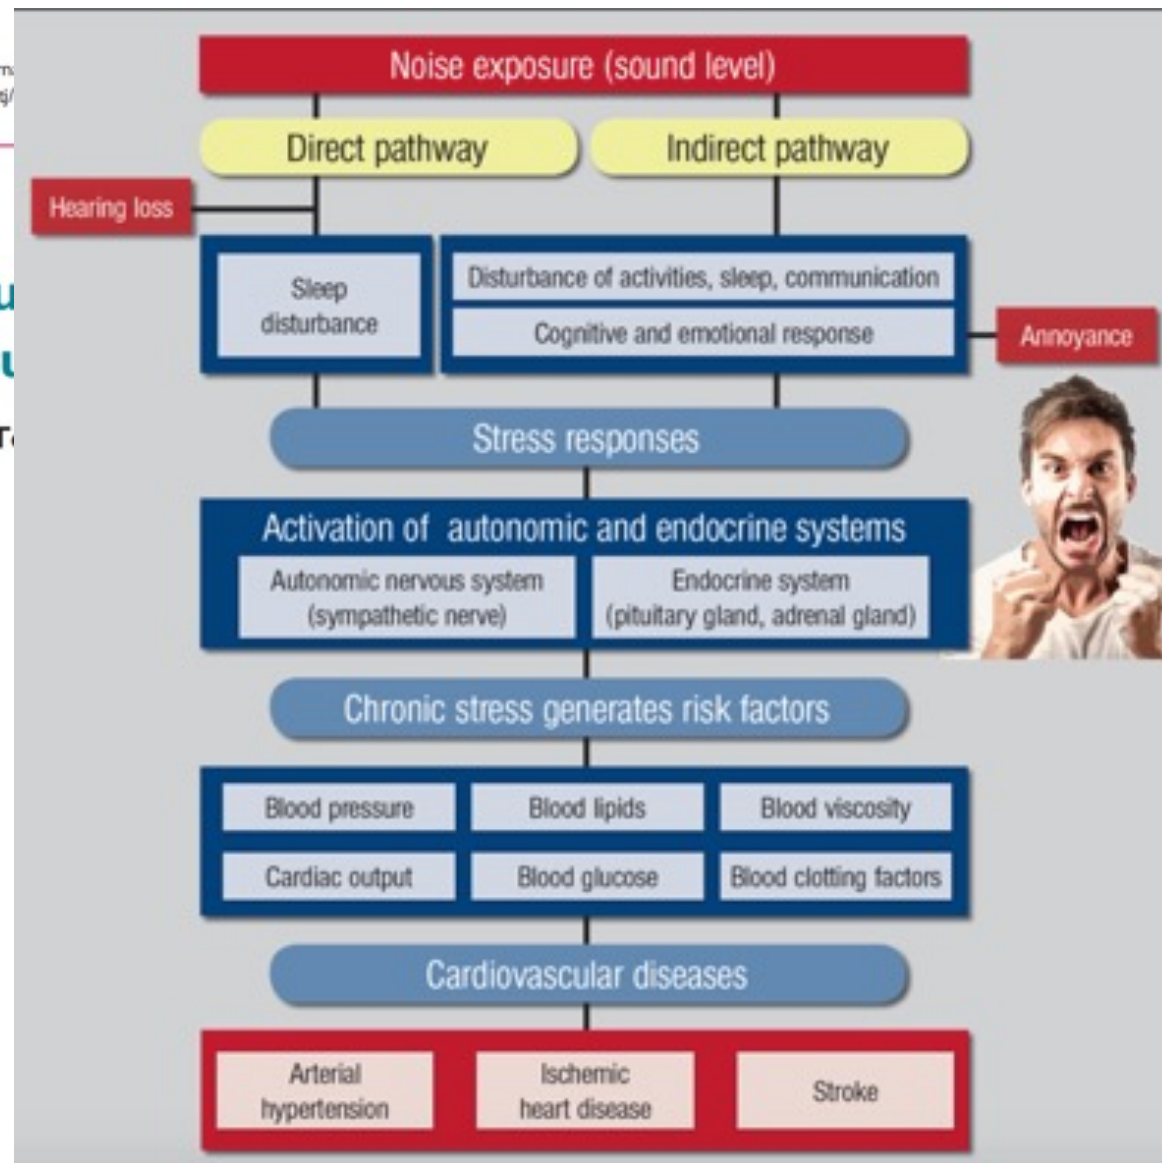 Noise exposure (sound level)
Direct pathway
Indirect pathway
Hearing loss
Sleep
disturbance
Disturbance of activities, sleep, communication
Cognitive and emotional response
Annoyance
Stress responses
Activation of autonomic and endocrine systems
Autonomic nervous system
(sympathetic nerve)
Endocrine system
(pituitary gland, adrenal gland)
Chronic stress generates risk factors
Blood pressure
Blood lipids
Blood viscosity
Cardiac output
Blood glucose
Blood clotting factors
Cardiovascular diseases
Arterial
hypertension
Ischemic
heart disease
Stroke